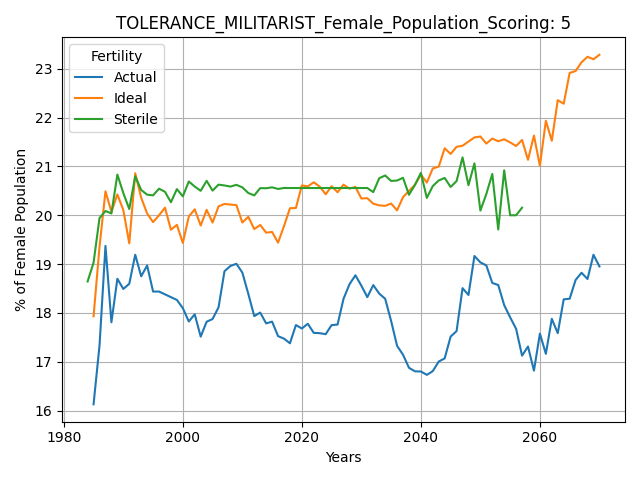 TOLERANCE_MILITARIST_Female_Population_Scoring: 5
Fertility
Actual
Ideal
Sterile
% of Female Population
23
22
21
20
19
18
17
16
1980
2000
2020
2040
2060
Years